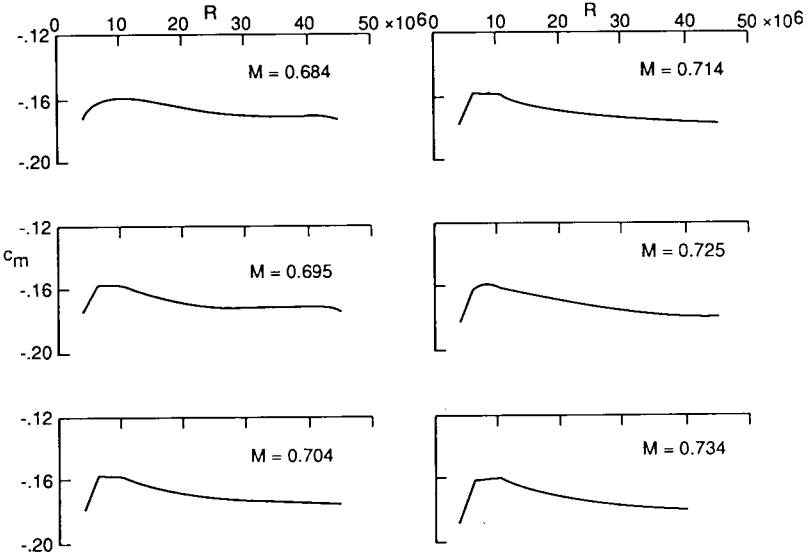 R
0 10 20 30 40 50 ×10⁶
-.12
M = 0.684
-.16
-.20
R
0 10 20 30 40 50 ×10⁶
M = 0.714
-.12
M = 0.695
cm
-.16
-.20
M = 0.725
-.12
M = 0.704
-.16
-.20
M = 0.734